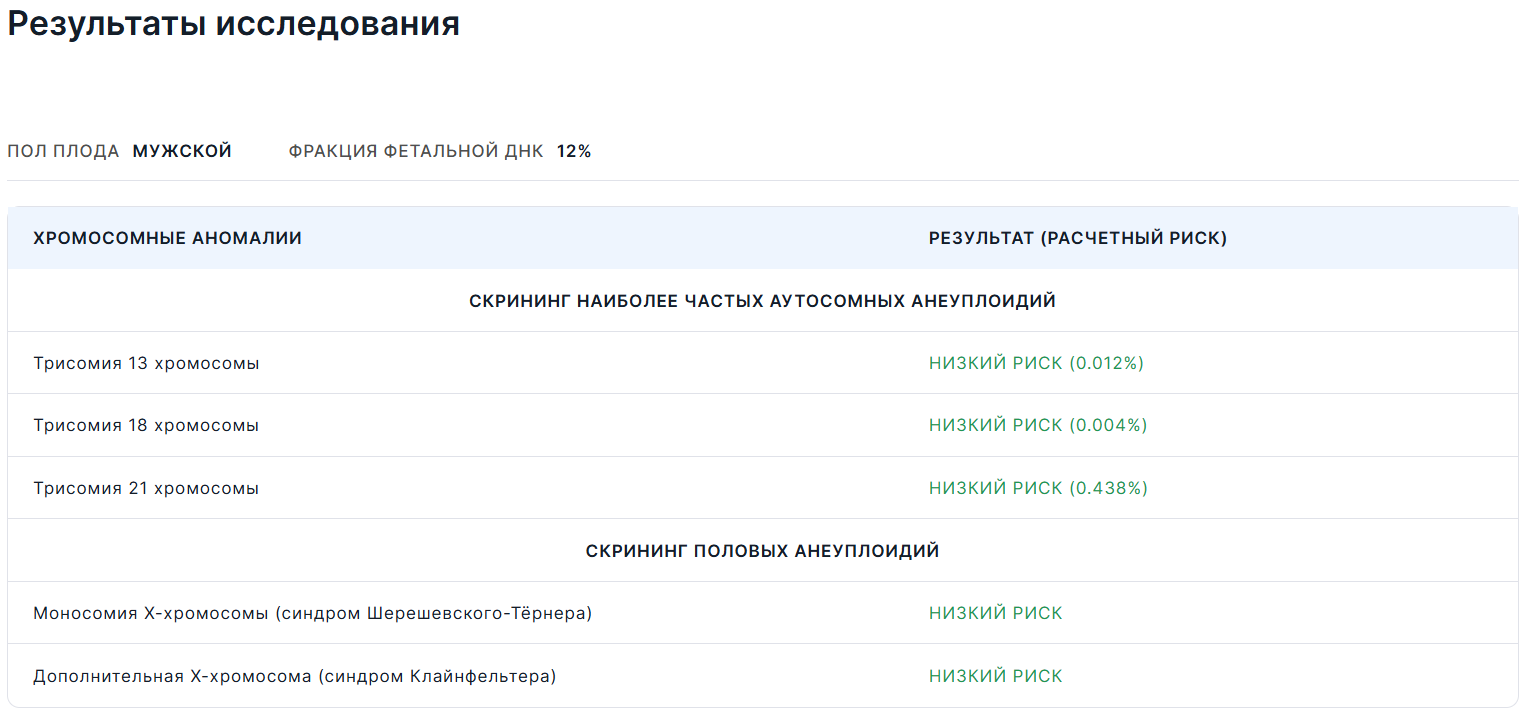 Результаты исследования
ПОЛ ПЛОДА МУЖСКОЙ ФРАКЦИЯ ФЕТАЛЬНОЙ ДНК 12%
ХРОМОСОМНЫЕ АНОМАЛИИ РЕЗУЛЬТАТ (РАСЧЕТНЫЙ РИСК)
СКРИНИНГ НАИБОЛЕЕ ЧАСТЫХ АУТОСОМНЫХ АНЕУПЛОИДИЙ
Трисомия 13 хромосомы НИЗКИЙ РИСК (0.012%)
Трисомия 18 хромосомы НИЗКИЙ РИСК (0.004%)
Трисомия 21 хромосомы НИЗКИЙ РИСК (0.438%)
СКРИНИНГ ПОЛОВЫХ АНЕУПЛОИДИЙ
Моносомия Х-хромосомы (синдром Шерешевского-Тёрнера) НИЗКИЙ РИСК
Дополнительная Х-хромосома (синдром Клайнфельтера) НИЗКИЙ РИСК